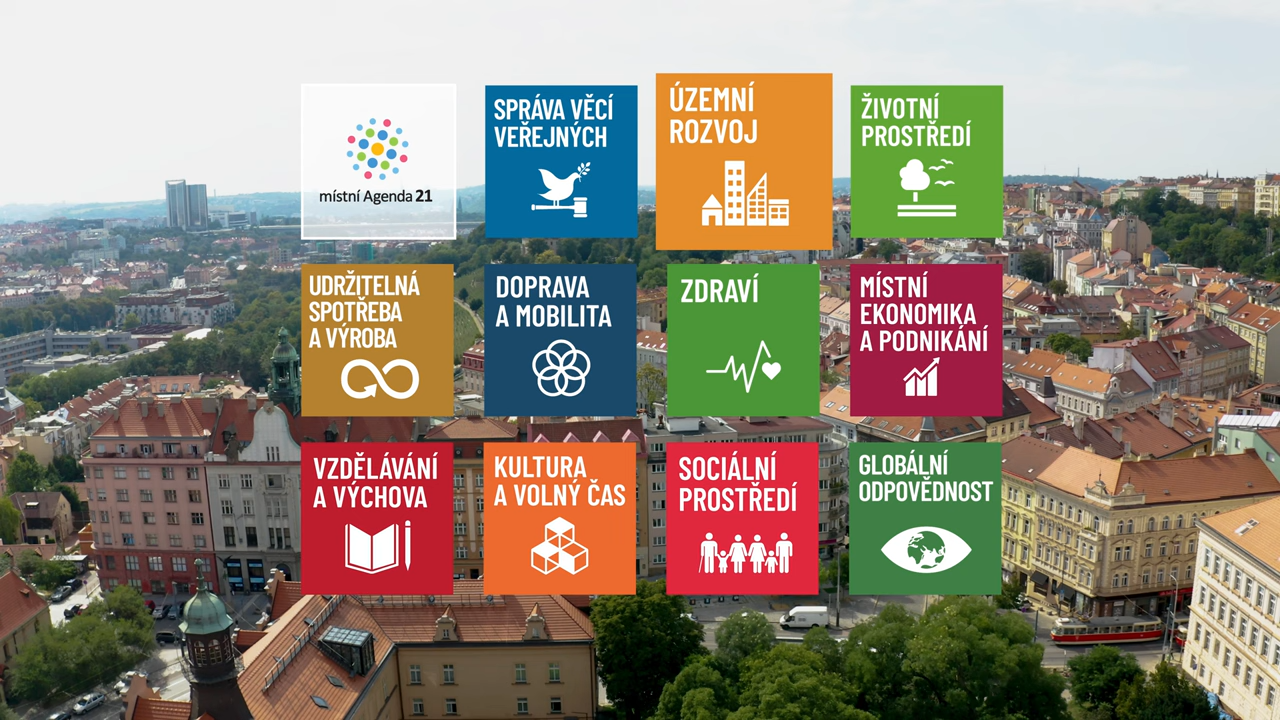 místní Agenda 21
SPRÁVA VĚCÍ
VEŘEJNÝCH
ÚZEMNÍ
ROZVOJ
ŽIVOTNÍ
PROSTŘEDÍ
UDRŽITELNÁ
SPOTŘEBA
A VÝROBA
DOPRAVA
A MOBILITA
ZDRAVÍ
MÍSTNÍ
EKONOMIKA
A PODNIKÁNÍ
VZDĚLÁVÁNÍ
A VÝCHOVA
KULTURA
A VOLNÝ ČAS
SOCIÁLNÍ
PROSTŘEDÍ
GLOBÁLNÍ
ODPOVĚDNOST